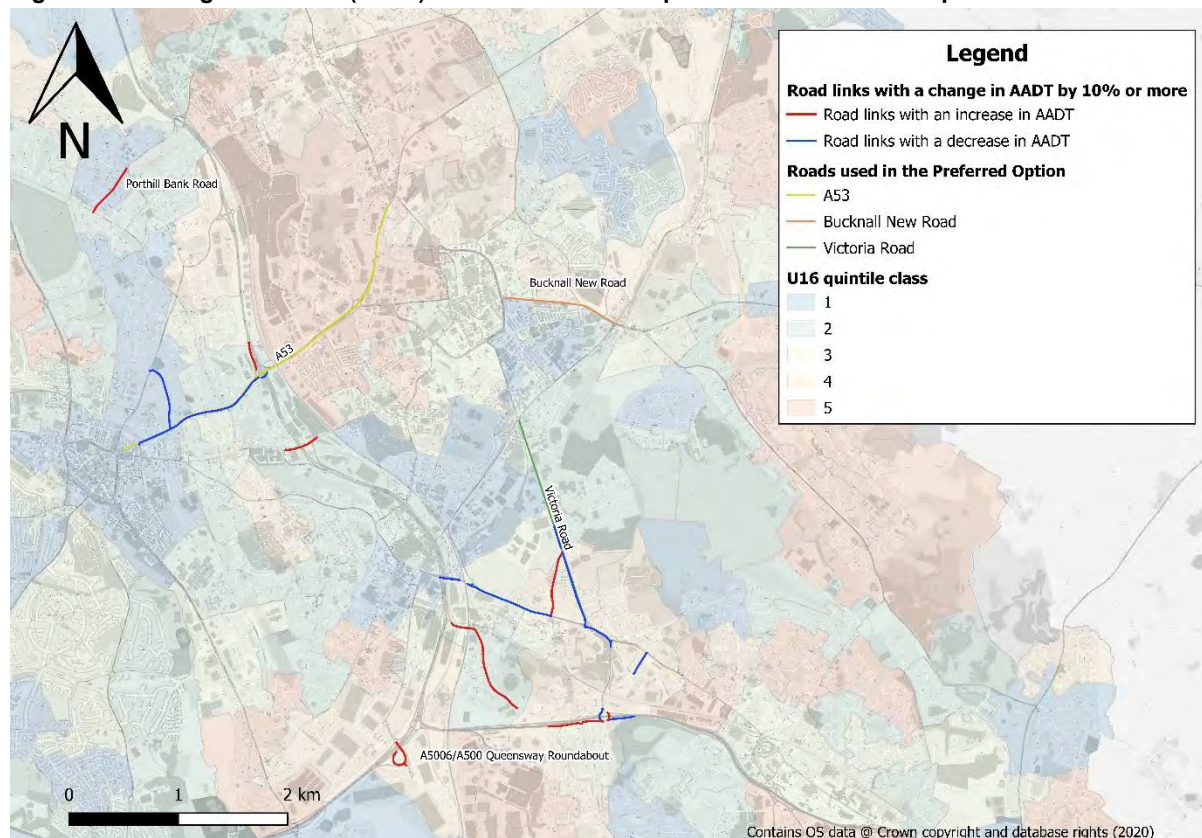 N
Porthill Bank Road
Bucknall New Road
A53
Victoria Road
A5006/A500 Queensway Roundabout
0 1 2 km
Legend
Road links with a change in AADT by 10% or more
Road links with an increase in AADT
Road links with a decrease in AADT
Roads used in the Preferred Option
A53
Bucknall New Road
Victoria Road
U16 quintile class
1
2
3
4
5
Contains OS data @ Crown copyright and database rights (2020)